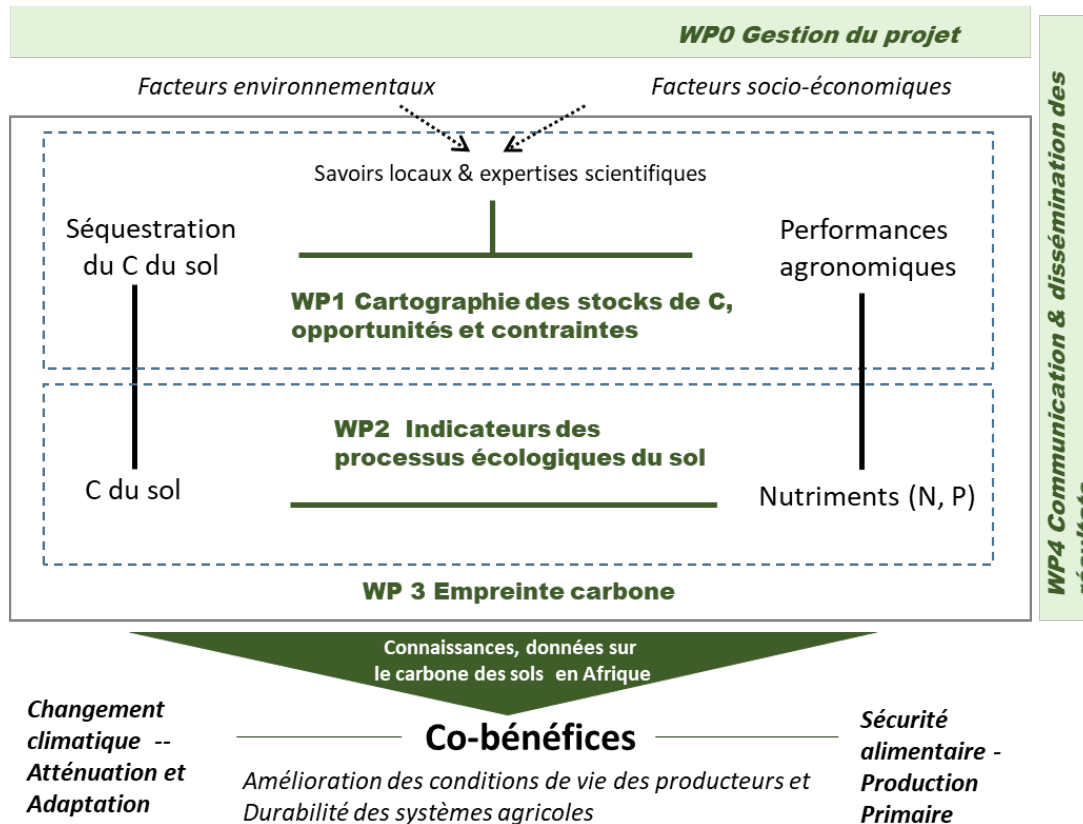 WP0 Gestion du projet
Facteurs environnementaux
Facteurs socio-économiques
Savoirs locaux & expertises scientifiques
Séquestration
du C du sol
Performances
agronomiques
WP1 Cartographie des stocks de C,
opportunités et contraintes
WP2 Indicateurs des
processus écologiques du sol
C du sol
Nutriments (N, P)
WP 3 Empreinte carbone
WP4 Communication & dissémination des
résultats
Connaissances, données sur
le carbone des sols en Afrique
Changement
climatique --
Atténuation et
Adaptation
Co-bénéfices
Amélioration des conditions de vie des producteurs et
Durabilité des systèmes agricoles
Sécurité
alimentaire -
Production
Primaire